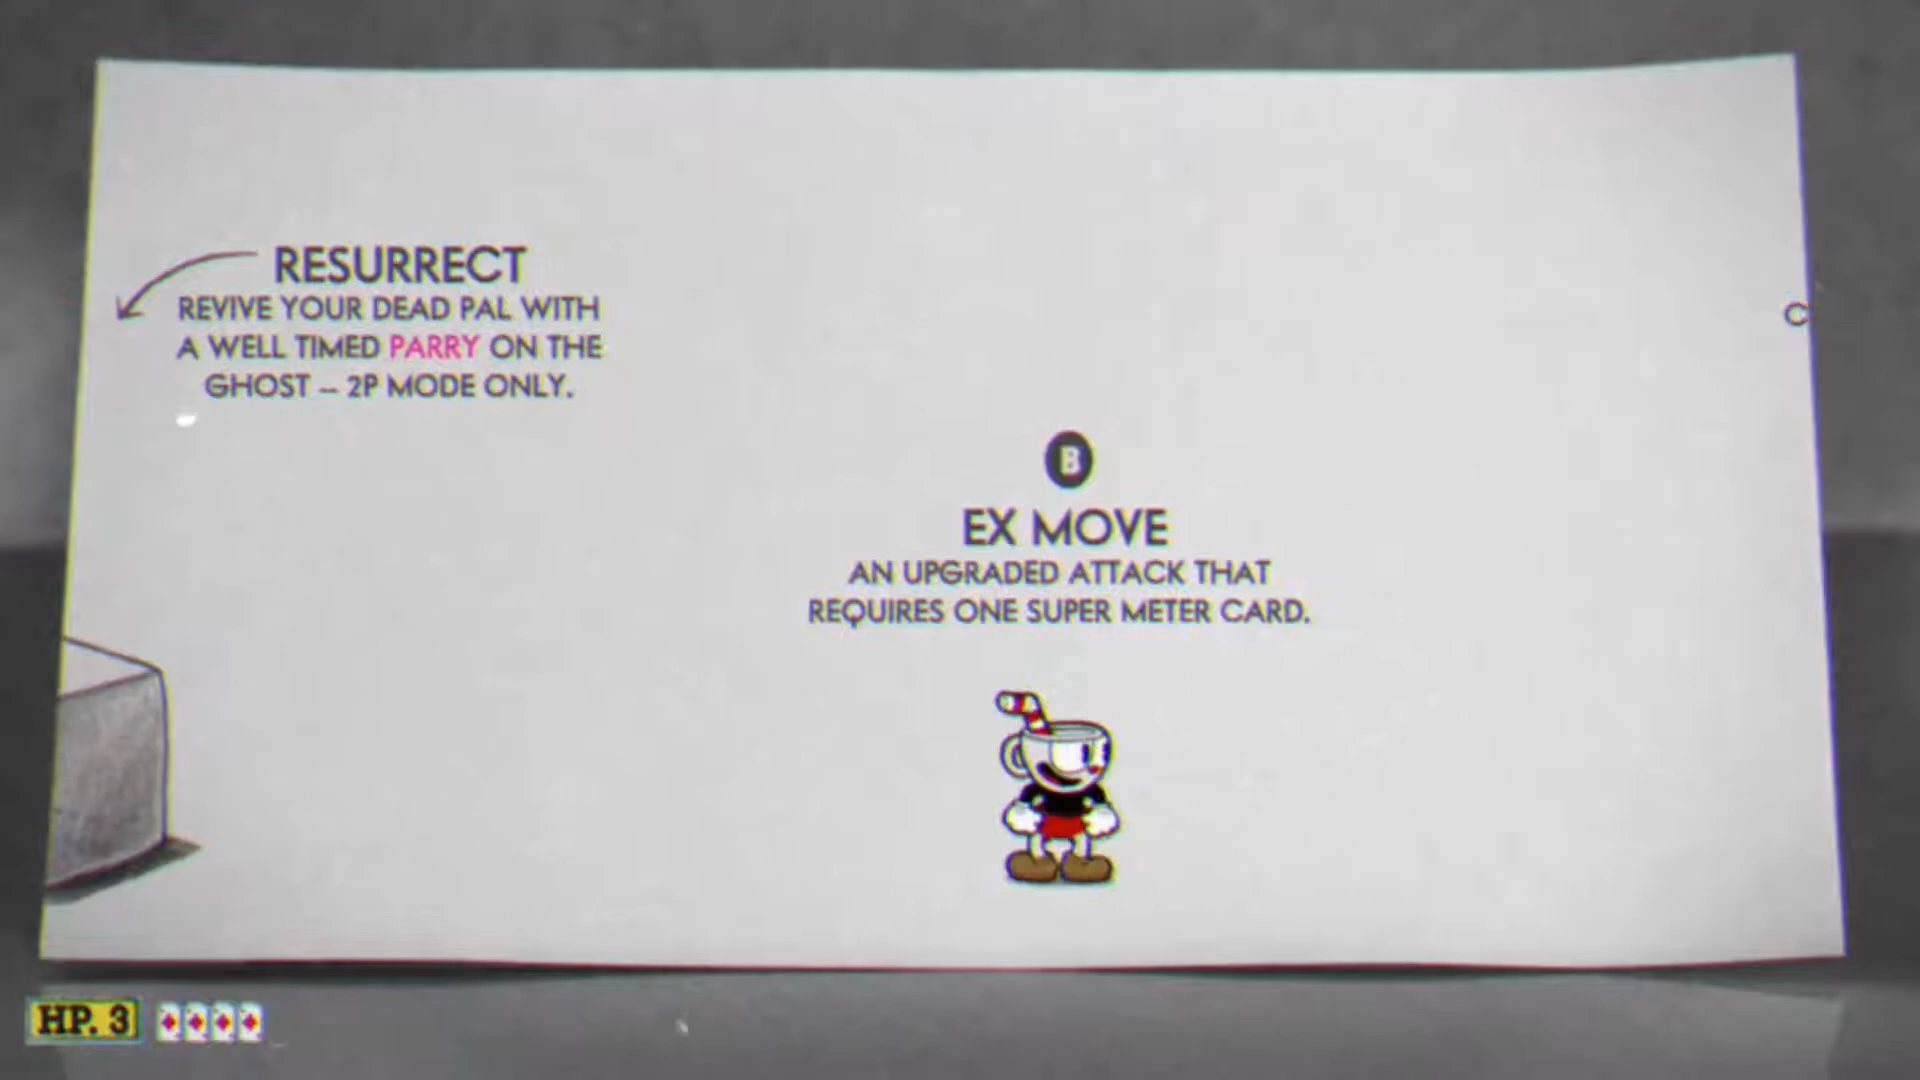 RESURRECT
REVIVE YOUR DEAD PAL WITH
A WELL TIMED PARRY ON THE
GHOST -- 2P MODE ONLY.
C
B
EX MOVE
AN UPGRADED ATTACK THAT
REQUIRES ONE SUPER METER CARD.
HP. 3